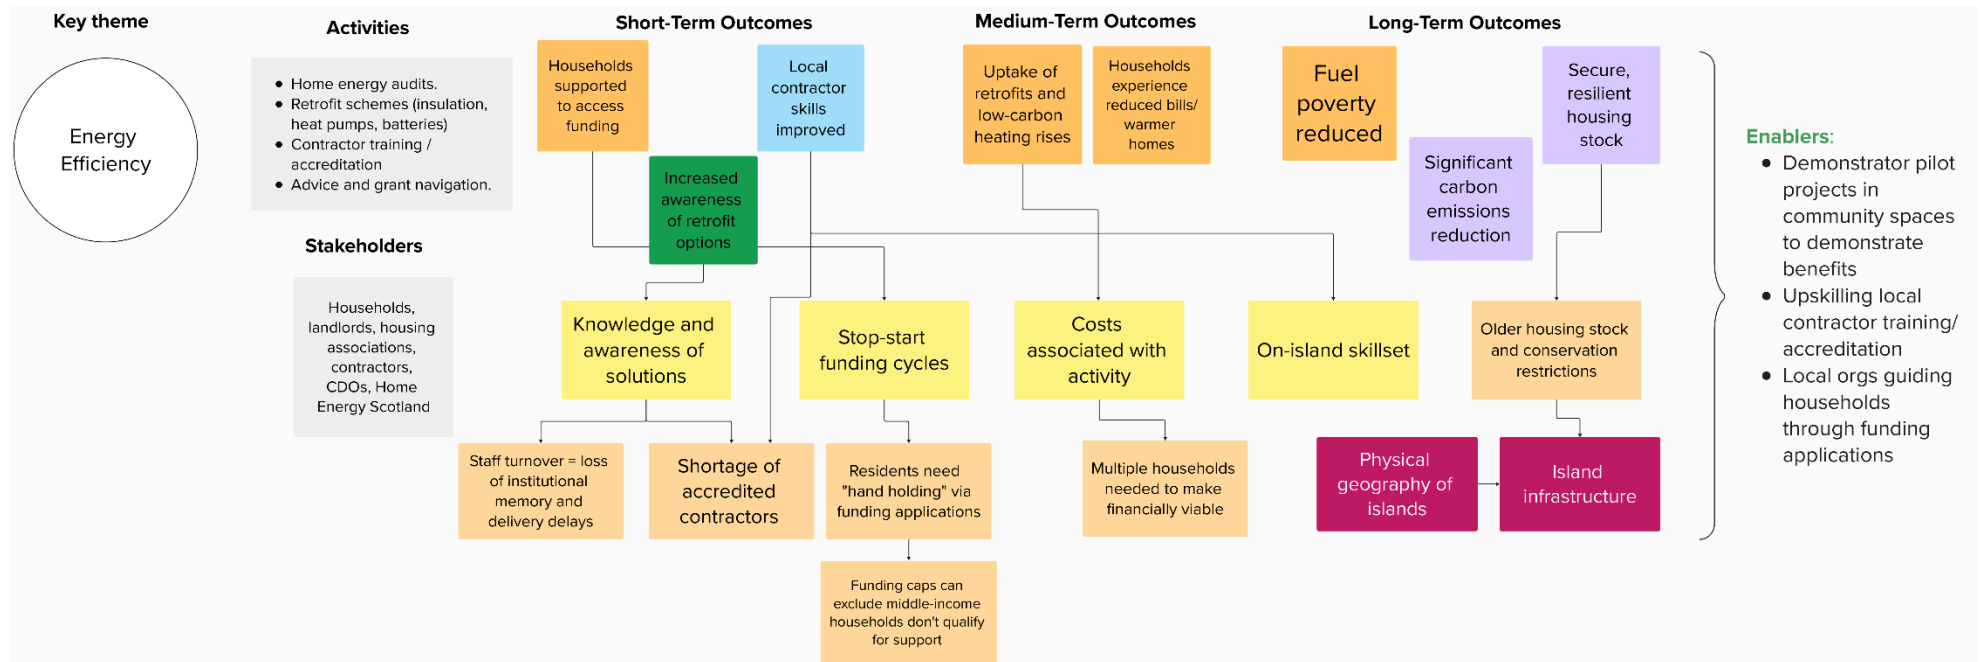 Key theme
Energy
Efficiency
Activities
● Home energy audits.
● Retrofit schemes (insulation,
heat pumps, batteries)
● Contractor training /
accreditation
● Advice and grant navigation.
Stakeholders
Households,
landlords, housing
associations,
contractors,
CDOs, Home
Energy Scotland
Short-Term Outcomes
Households
supported
to access
funding
Local
contractor
skills
improved
Increased
awareness
of retrofit
options
Medium-Term Outcomes
Uptake of
retrofits and
low-carbon
heating rises
Households
experience
reduced bills/
warmer
homes
Long-Term Outcomes
Fuel
poverty
reduced
Significant
carbon
emissions
reduction
Secure,
resilient
housing
stock
Knowledge and
awareness of
solutions
Stop-start
funding cycles
Costs
associated with
activity
On-island skillset
Older housing stock
and conservation
restrictions
Staff turnover = loss
of institutional
memory and
delivery delays
Shortage of
accredited
contractors
Residents need
"hand holding" via
funding applications
Multiple households
needed to make
financially viable
Physical
geography of
islands
Island
infrastructure
Funding caps can
exclude middle-income
households don't qualify
for support
Enablers:
● Demonstrator pilot
projects in
community spaces
to demonstrate
benefits
● Upskilling local
contractor training/
accreditation
● Local orgs guiding
households
through funding
applications